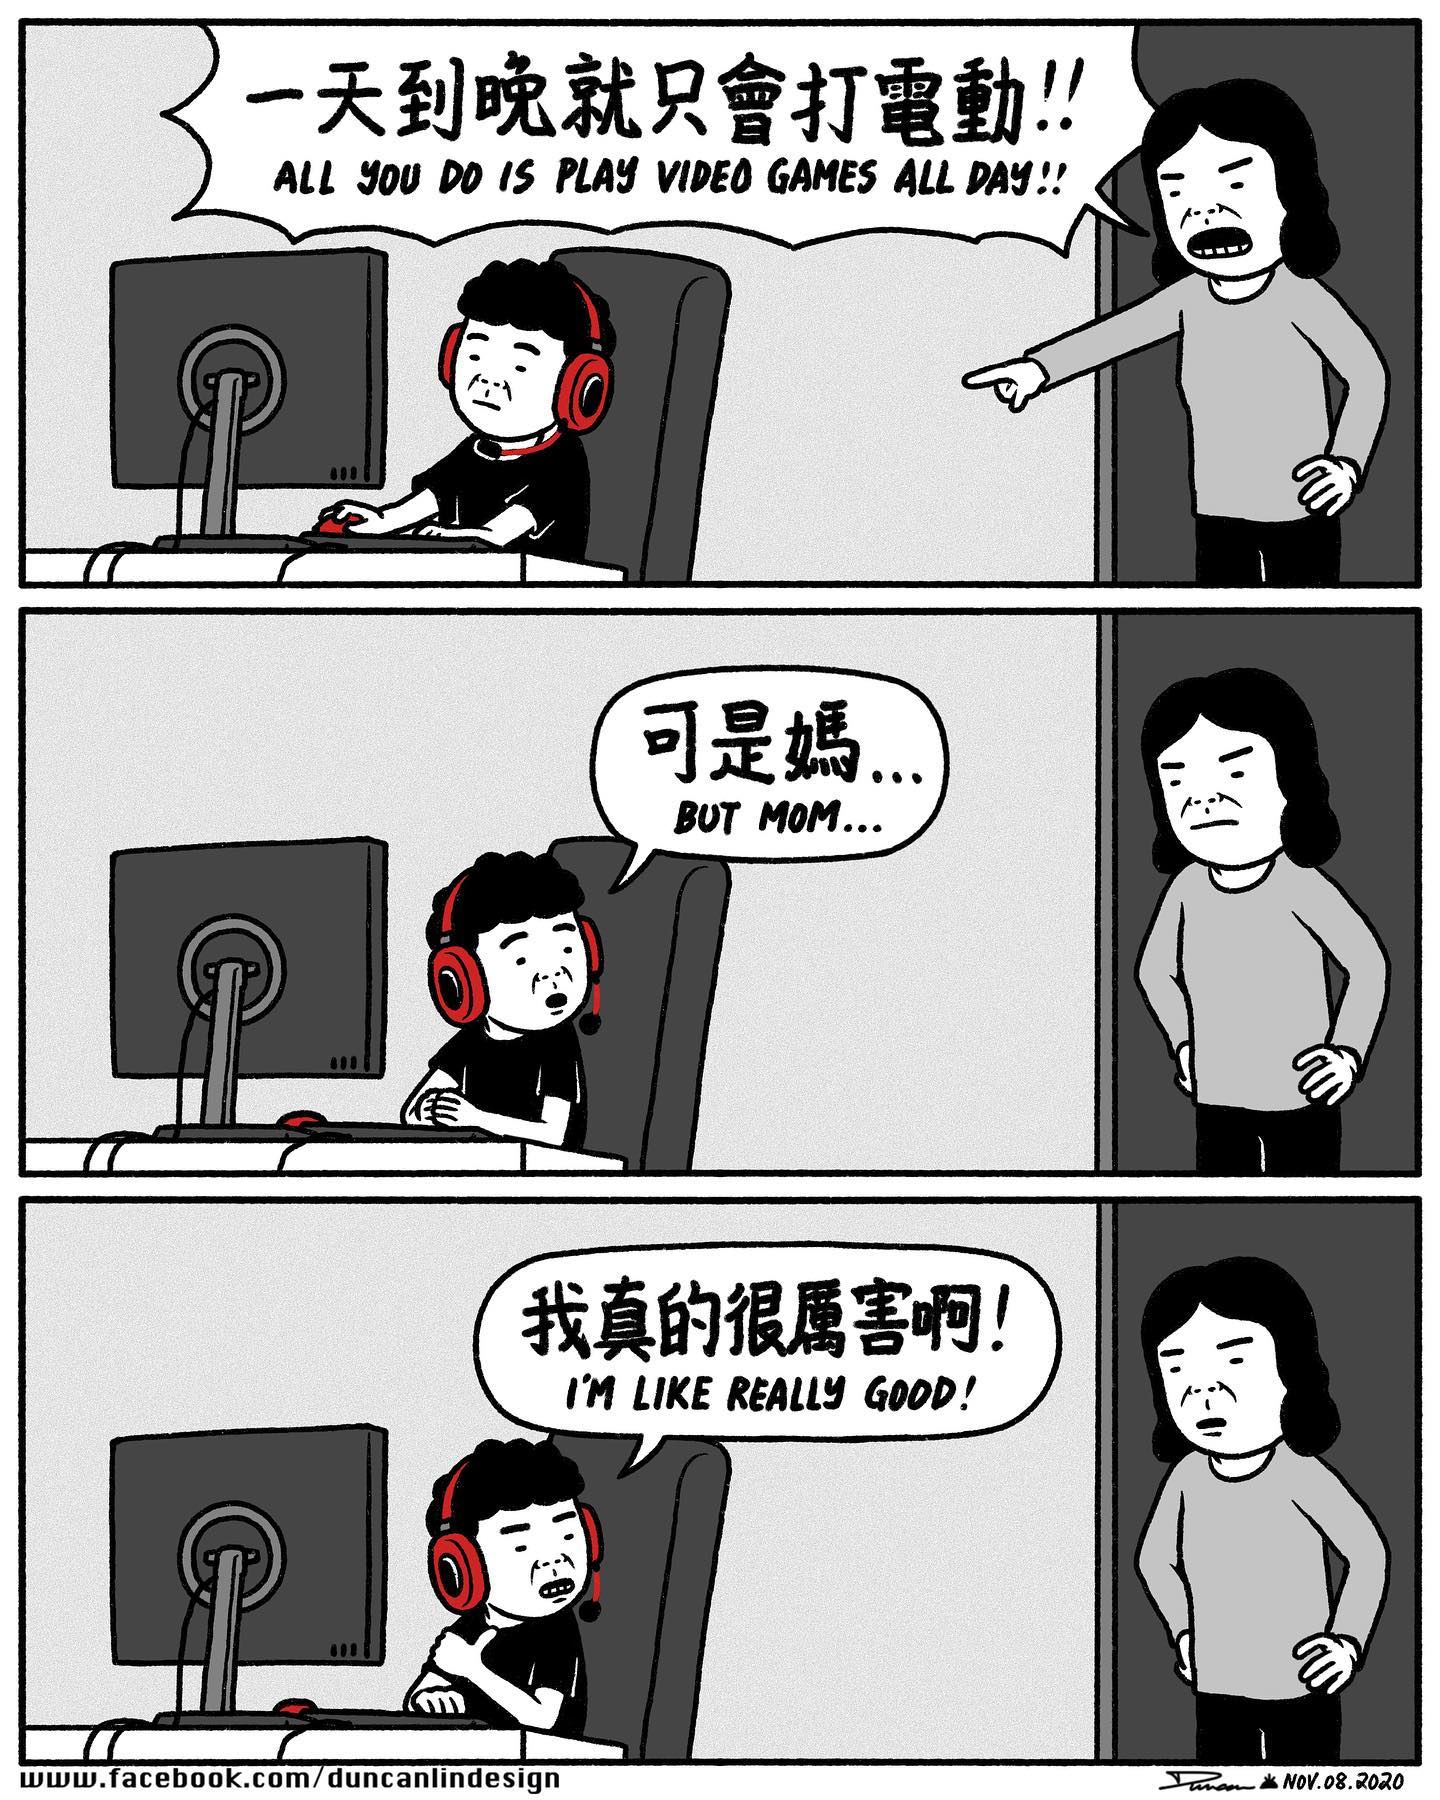 一天到晚就只會打電動!!
ALL YOU DO IS PLAY VIDEO GAMES ALL DAY!!
可是媽...
BUT MOM...
我真的很厲害啊!
I'M LIKE REALLY GOOD!
www.facebook.com/duncanlindesign
Duncan NOV.08.2020